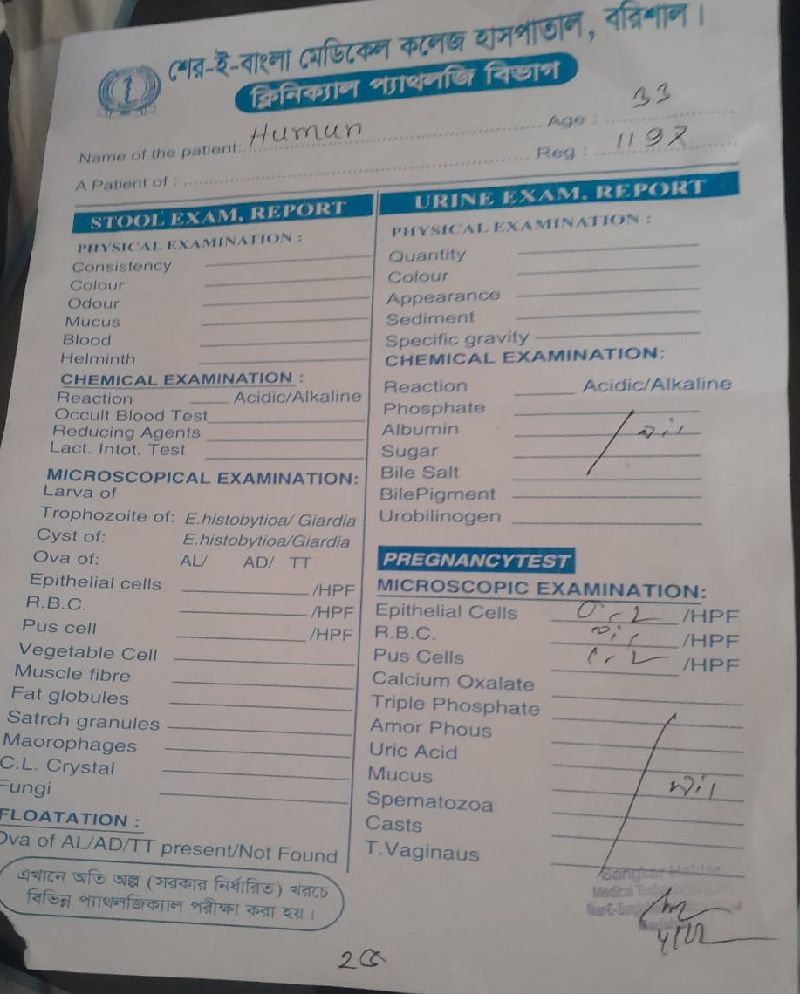 শের-ই-বাংলা মেডিকেল কলেজ হাসপাতাল, বরিশাল।
ক্লিনিক্যাল প্যাথলজি বিভাগ
Name of the patient: Humun Age : 33
A Patient of : Reg : 1197
STOOL EXAM, REPORT
PHYSICAL EXAMINATION :
Consistency
Colour
Odour
Mucus
Blood
Helminth
CHEMICAL EXAMINATION :
Reaction Acidic/Alkaline
Occult Blood Test
Reducing Agents
Lact. Intot. Test
MICROSCOPICAL EXAMINATION:
Larva of
Trophozoite of: E.histobytioa/ Giardia
Cyst of: E.histobytioa/Giardia
Ova of: AL/ AD/ TT
Epithelial cells /HPF
R.B.C. /HPF
Pus cell /HPF
Vegetable Cell
Muscle fibre
Fat globules
Satrch granules
Maorophages
C.L. Crystal
Fungi
FLOATATION :
Ova of AL/AD/TT present/Not Found
এখানে অতি অল্প (সরকার নির্ধারিত) খরচে
বিভিন্ন প্যাথলজিক্যাল পরীক্ষা করা হয়।
URINE EXAM, REPORT
PHYSICAL EXAMINATION :
Quantity
Colour
Appearance
Sediment
Specific gravity
CHEMICAL EXAMINATION:
Reaction Acidic/Alkaline
Phosphate
Albumin nil
Sugar
Bile Salt
BilePigment
Urobilinogen
PREGNANCYTEST
MICROSCOPIC EXAMINATION:
Epithelial Cells 0-2 /HPF
R.B.C. nil /HPF
Pus Cells 1-2 /HPF
Calcium Oxalate
Triple Phosphate
Amor Phous
Uric Acid
Mucus nil
Spematozoa
Casts
T.Vaginaus
Medical